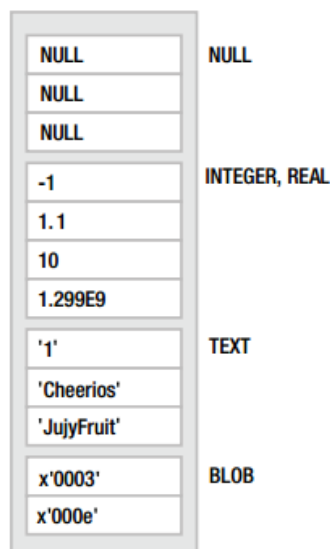 NULL NULL
NULL
NULL
-1 INTEGER, REAL
1.1
10
1.299E9
'1' TEXT
'Cheerios'
'JujyFruit'
x'0003' BLOB
x'000e'